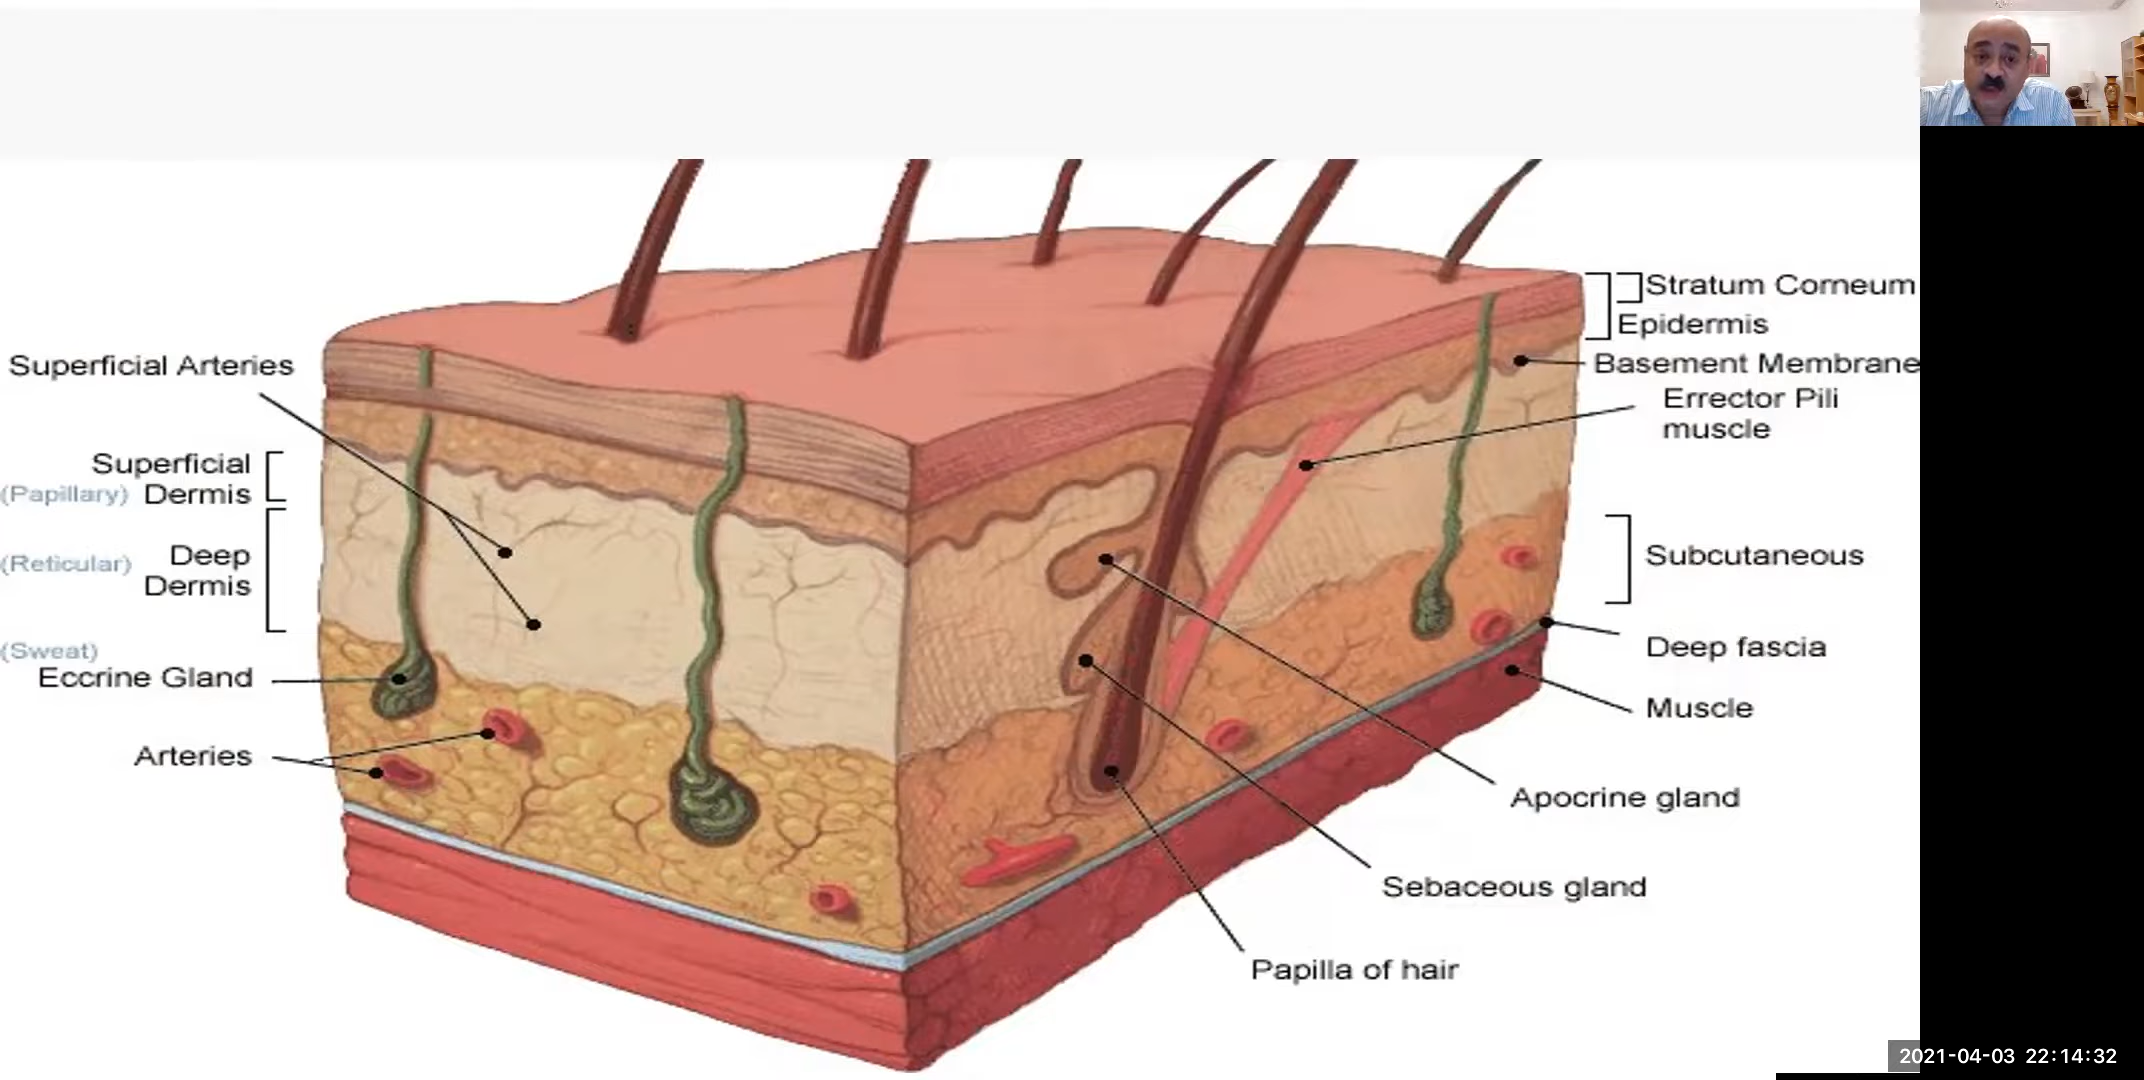 Stratum Corneum
Epidermis
Basement Membrane
Errector Pili
muscle
Superficial Arteries
Superficial
(Papillary) Dermis
(Reticular) Deep
Dermis
(Sweat)
Eccrine Gland
Arteries
Subcutaneous
Deep fascia
Muscle
Apocrine gland
Sebaceous gland
Papilla of hair
2021-04-03 22:14:32